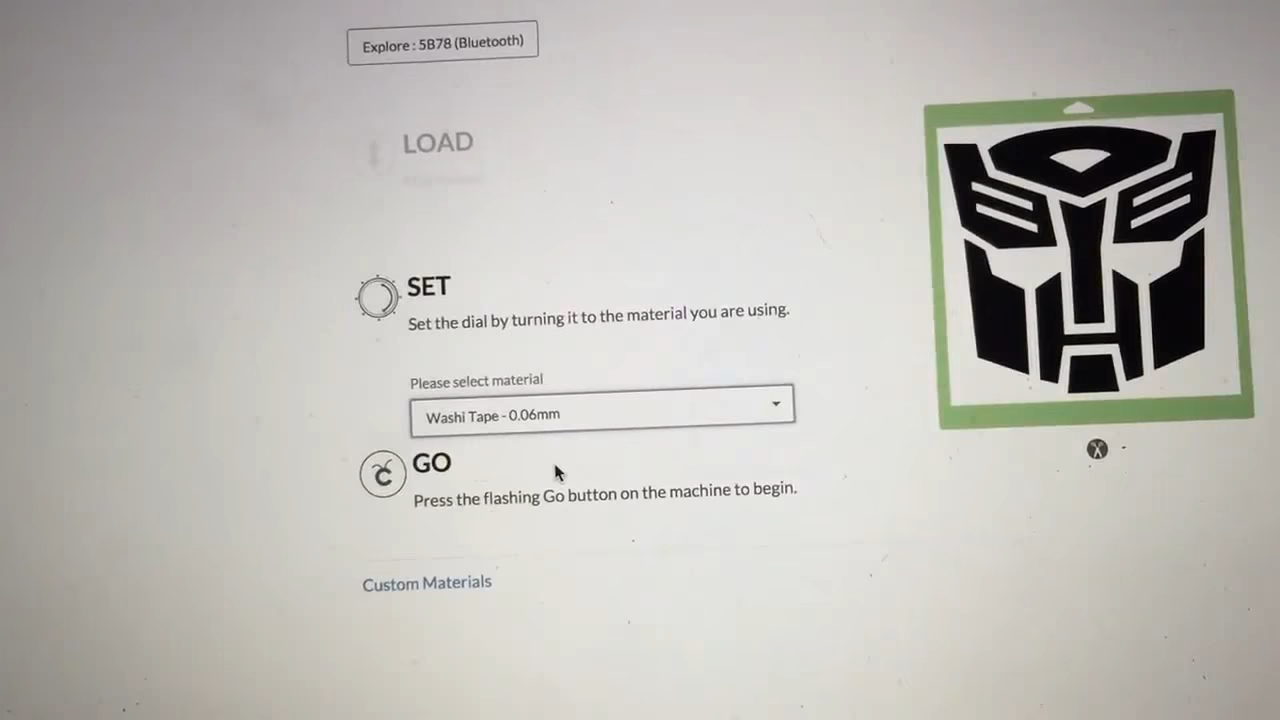 Explore : 5B78 (Bluetooth)
LOAD
SET
Set the dial by turning it to the material you are using.
Please select material
Washi Tape - 0.06mm
GO
Press the flashing Go button on the machine to begin.
Custom Materials